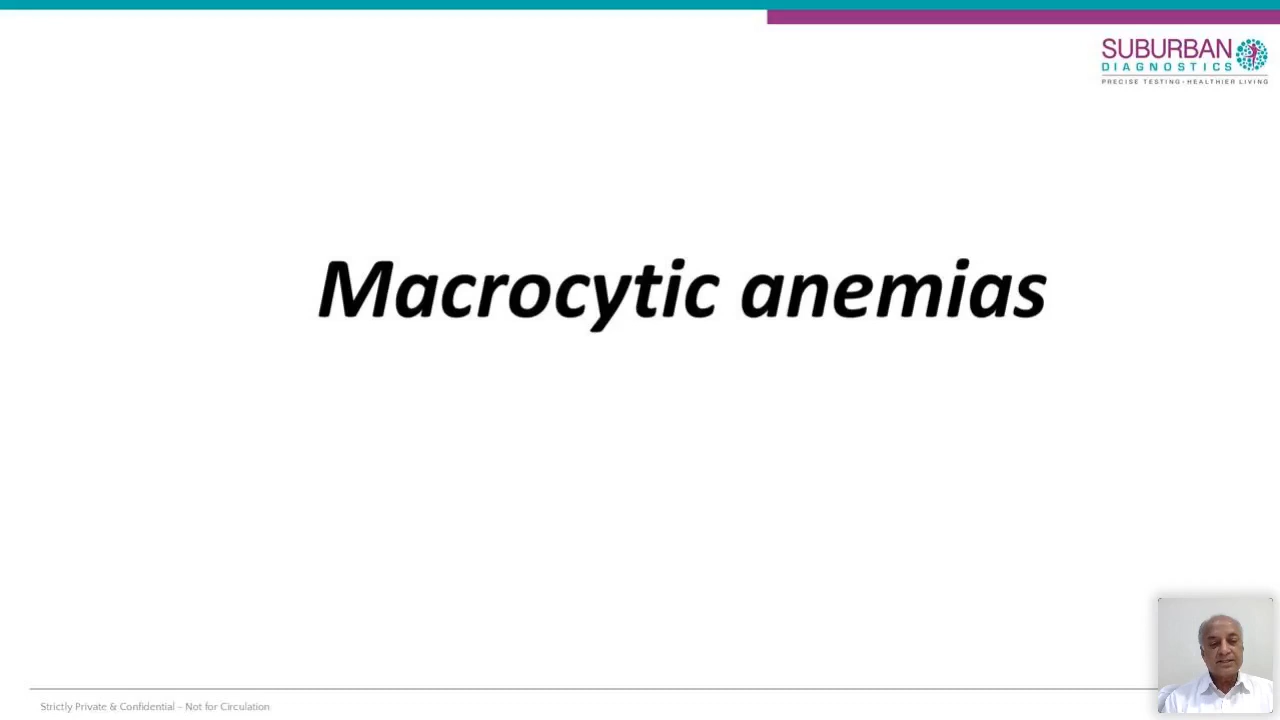 SUBURBAN
DIAGNOSTICS
PRECISE TESTING-HEALTHIER LIVING
Macrocytic anemias
Strictly Private & Confidential – Not for Circulation